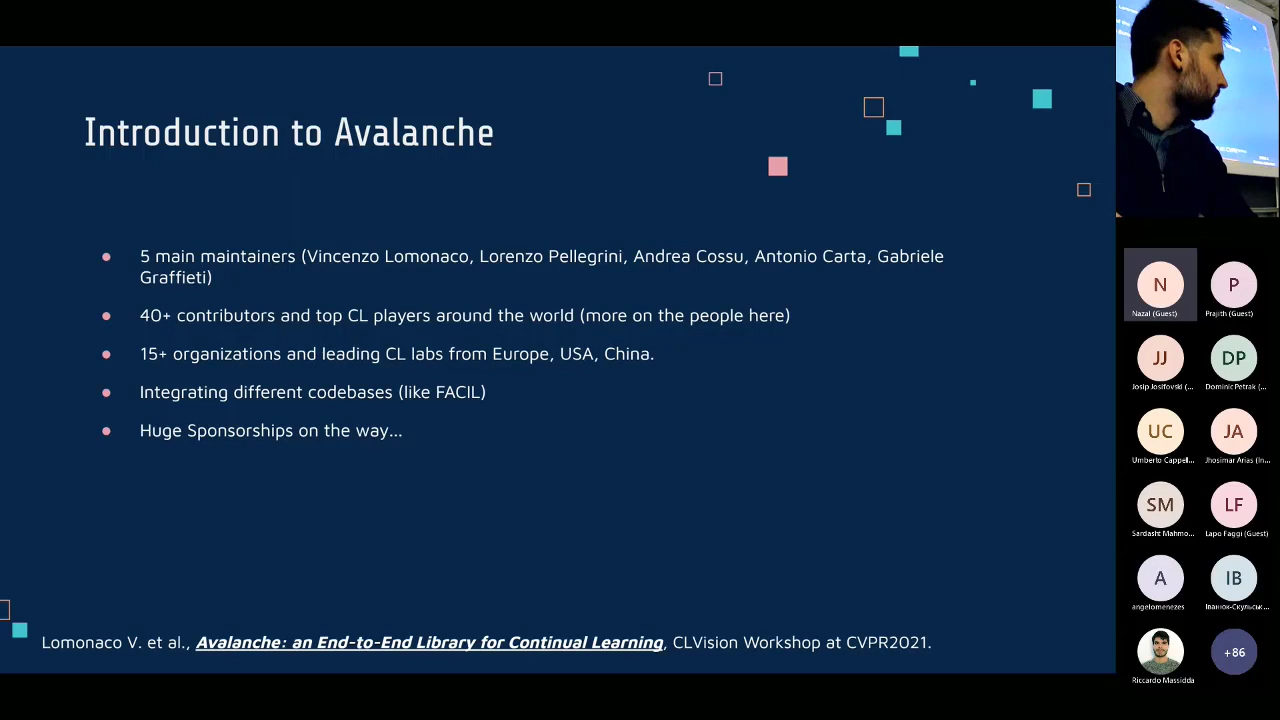 Introduction to Avalanche
5 main maintainers (Vincenzo Lomonaco, Lorenzo Pellegrini, Andrea Cossu, Antonio Carta, Gabriele
Graffieti)
40+ contributors and top CL players around the world (more on the people here)
15+ organizations and leading CL labs from Europe, USA, China.
Integrating different codebases (like FACIL)
Huge Sponsorships on the way...
Lomonaco V. et al., Avalanche: an End-to-End Library for Continual Learning, CLVision Workshop at CVPR2021.
N
P
Nazal (Guest)
Prajith (Guest)
JJ
DP
Josip Josifovski (...
Dominic Petrak (...
UC
JA
Umberto Cappell...
Jhosimar Arias (In...
SM
LF
Sardasht Mahmo...
Lapo Faggi (Guest)
A
IB
angelomenezes
Іванюк-Скульськ...
+86
Riccardo Massidda